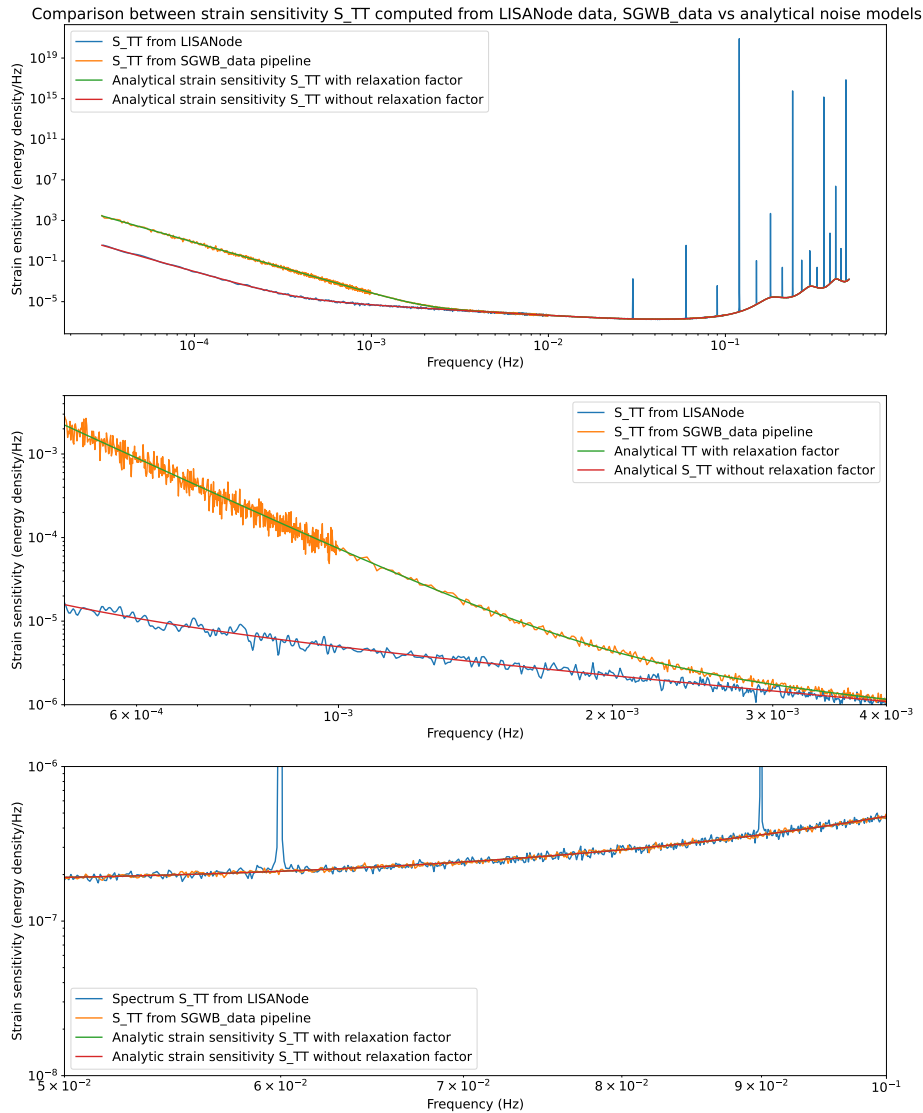 Comparison between strain sensitivity S_TT computed from LISANode data, SGWB_data vs analytical noise models
S_TT from LISANode
S_TT from SGWB_data pipeline
Analytical strain sensitivity S_TT with relaxation factor
Analytical strain sensitivity S_TT without relaxation factor
Strain ensitivity (energy density/Hz)
10^19
10^15
10^11
10^7
10^3
10^−1
10^−5
10^−4
10^−3
10^−2
10^−1
Frequency (Hz)
S_TT from LISANode
S_TT from SGWB_data pipeline
Analytical TT with relaxation factor
Analytical S_TT without relaxation factor
Strain sensitivity (energy density/Hz)
10^−3
10^−4
10^−5
10^−6
6 × 10^−4
10^−3
2 × 10^−3
3 × 10^−3
4 × 10^−3
Frequency (Hz)
Strain sensitivity (energy density/Hz)
10^−6
10^−7
10^−8
Spectrum S_TT from LISANode
S_TT from SGWB_data pipeline
Analytic strain sensitivity S_TT with relaxation factor
Analytic strain sensitivity S_TT without relaxation factor
5 × 10^−2
6 × 10^−2
7 × 10^−2
8 × 10^−2
9 × 10^−2
10^−1
Frequency (Hz)